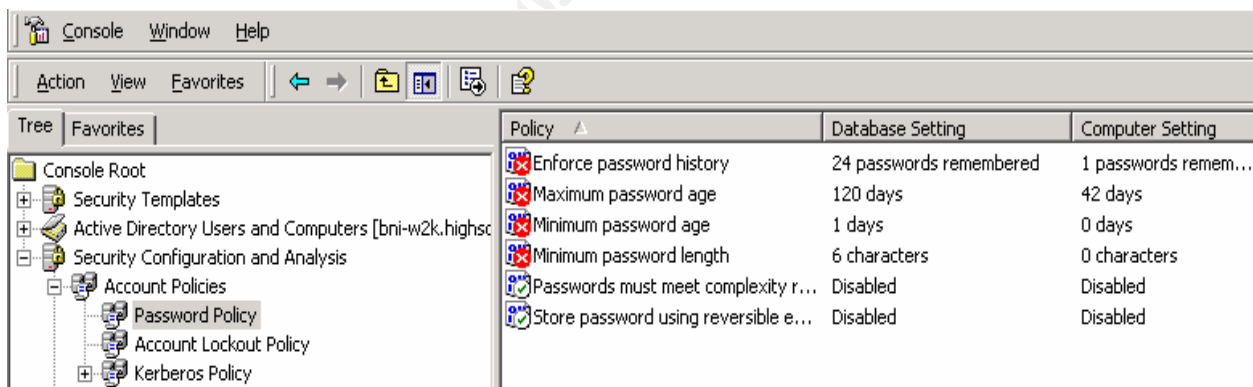 Console Window Help
Action View Favorites
Tree Favorites
Console Root
Security Templates
Active Directory Users and Computers [bni-w2k.highsc
Security Configuration and Analysis
Account Policies
Password Policy
Account Lockout Policy
Kerberos Policy
Policy Database Setting Computer Setting
Enforce password history 24 passwords remembered 1 passwords remem...
Maximum password age 120 days 42 days
Minimum password age 1 days 0 days
Minimum password length 6 characters 0 characters
Passwords must meet complexity r... Disabled Disabled
Store password using reversible e... Disabled Disabled